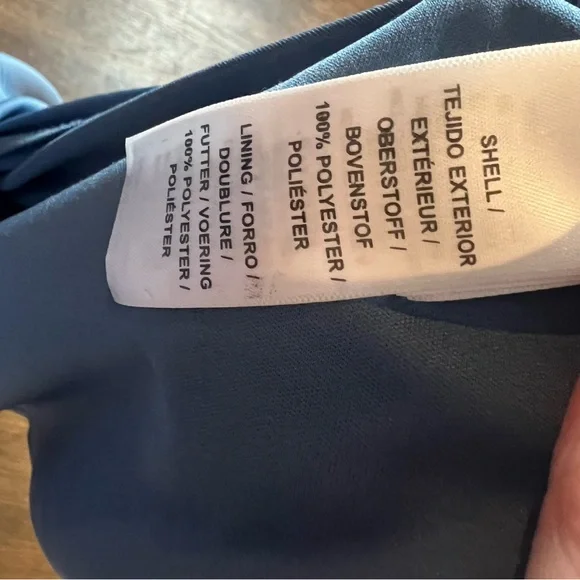 SHELL /
TEJIDO EXTERIOR
EXTÉRIEUR /
OBERSTOFF /
BOVENSTOF
100% POLYESTER /
POLIÉSTER
LINING / FORRO /
DOUBLURE /
FUTTER / VOERING
100% POLYESTER /
POLIÉSTER